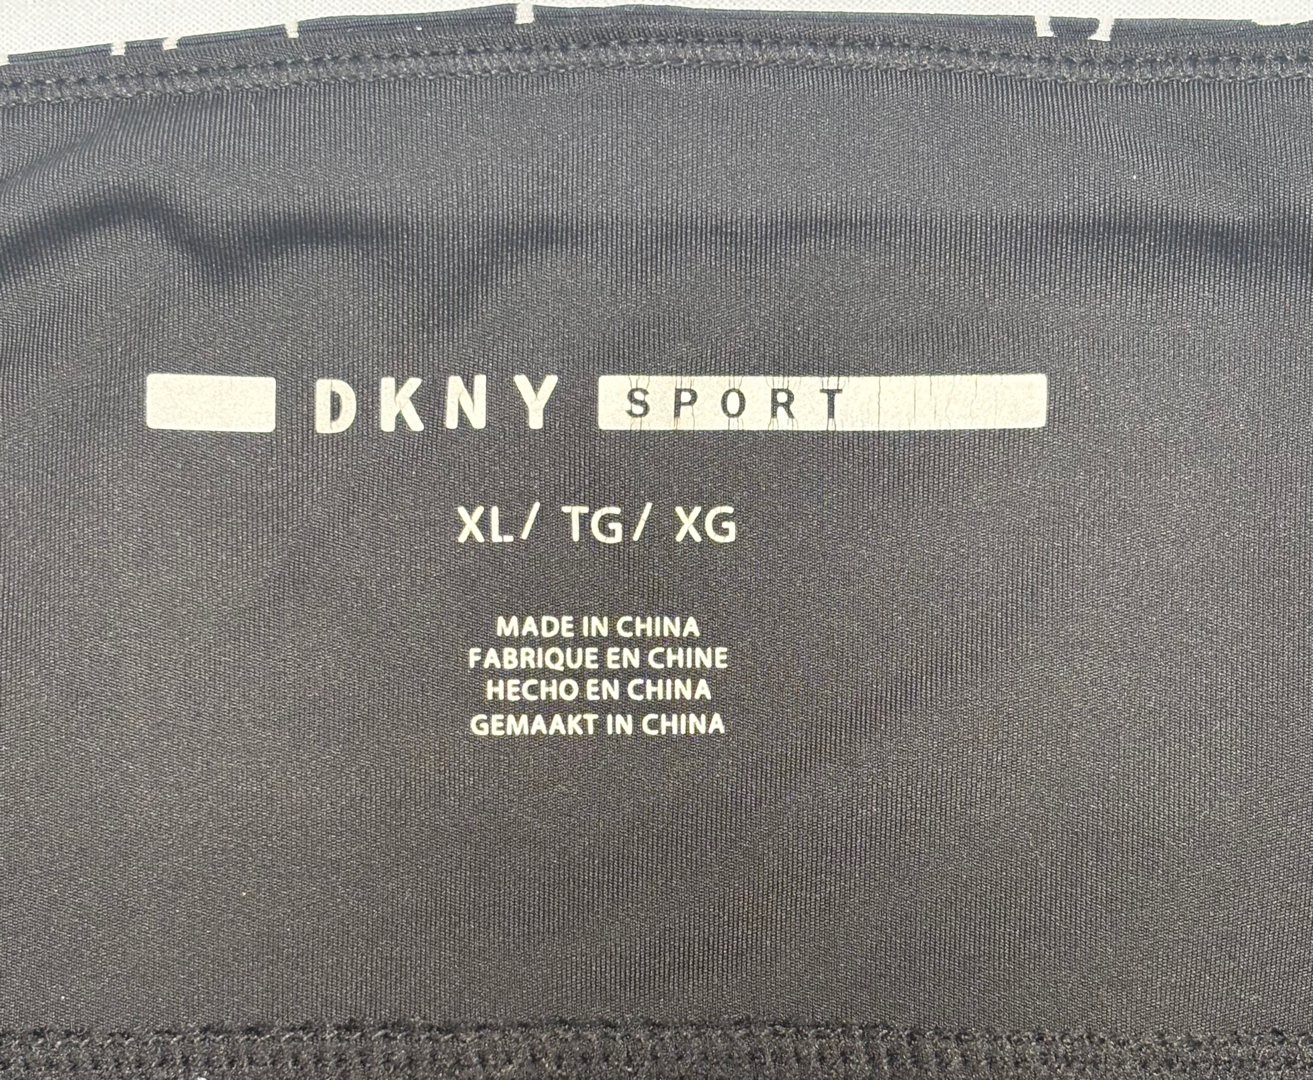 DKNY SPORT
XL/ TG/ XG
MADE IN CHINA
FABRIQUE EN CHINE
HECHO EN CHINA
GEMAAKT IN CHINA